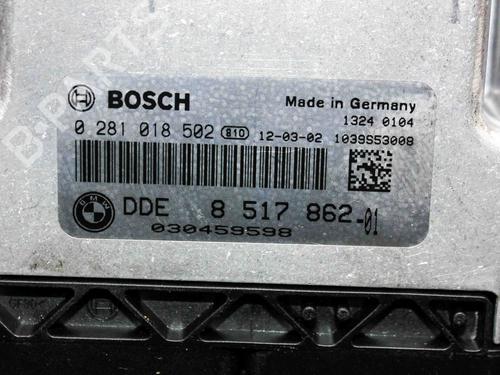 BOSCH
Made in Germany
1324 0104
0 281 018 502 810 12-03-02 1039S53008
BMW
DDE 8 517 862-01
030459598
B-PARTS